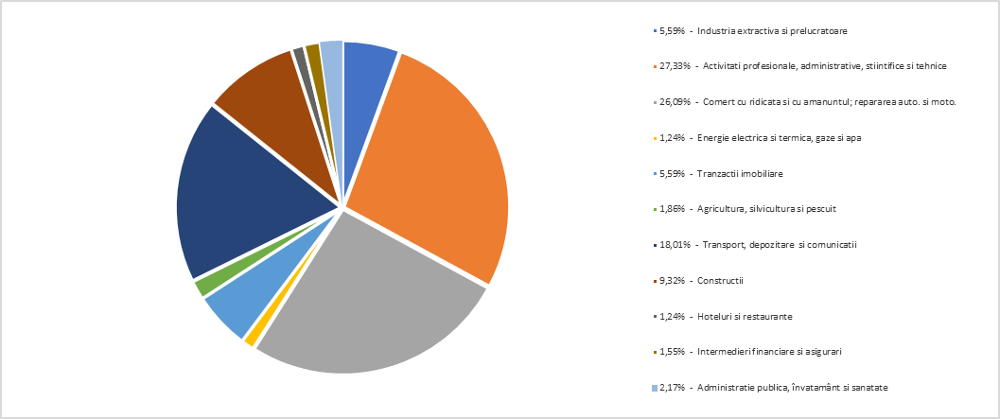 5,59% - Industria extractiva si prelucratoare
27,33% - Activitati profesionale, administrative, stiintifice si tehnice
26,09% - Comert cu ridicata si cu amanuntul; repararea auto. si moto.
1,24% - Energie electrica si termica, gaze si apa
5,59% - Tranzactii imobiliare
1,86% - Agricultura, silvicultura si pescuit
18,01% - Transport, depozitare si comunicatii
9,32% - Constructii
1,24% - Hoteluri si restaurante
1,55% - Intermedieri financiare si asigurari
2,17% - Administratie publica, învatamânt si sanatate